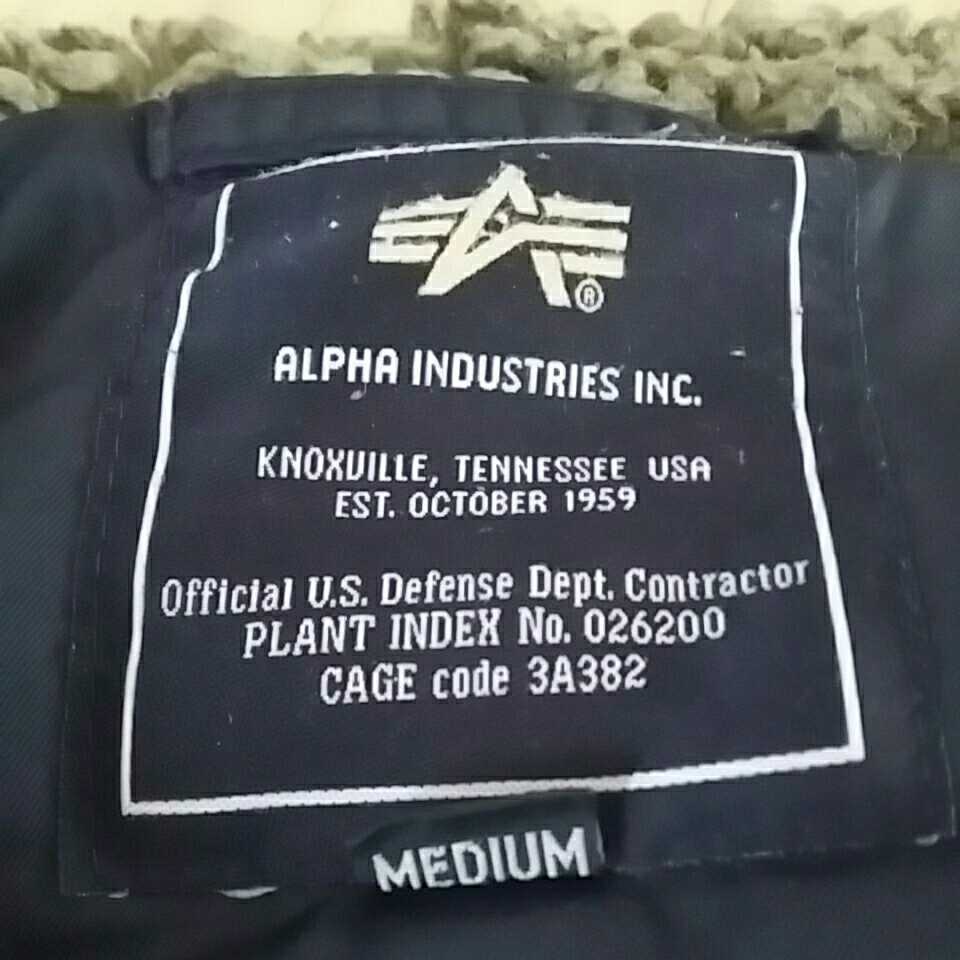 ®
ALPHA INDUSTRIES INC.
KNOXVILLE, TENNESSEE USA
EST. OCTOBER 1959
Official U.S. Defense Dept. Contractor
PLANT INDEX No. 026200
CAGE code 3A382
MEDIUM